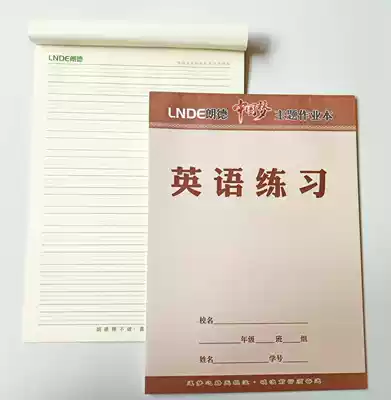 LNDE朗德
LNDE朗德 中国梦 主题作业本
英语练习
校名
年级 班 组
姓名 学号